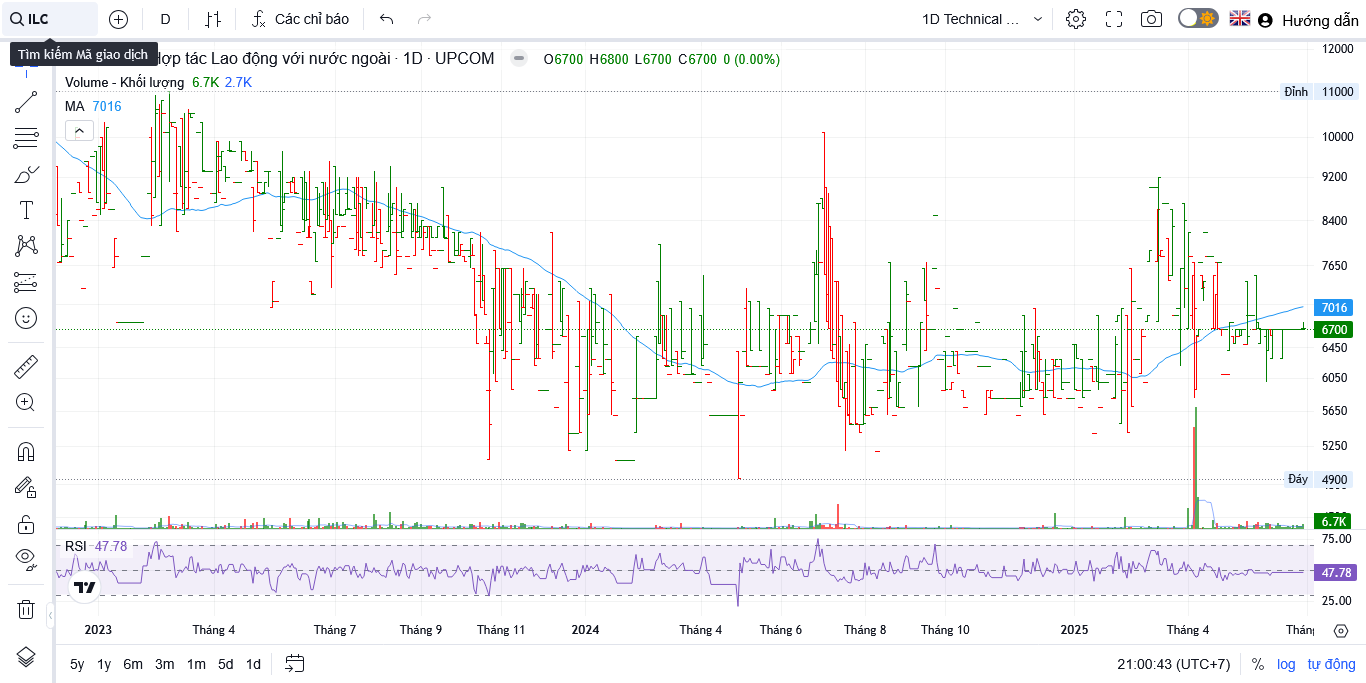 ILC
D
Các chỉ báo
1D Technical ...
Hướng dẫn
Tìm kiếm Mã giao dịch
Hợp tác Lao động với nước ngoài · 1D · UPCOM
O6700 H6800 L6700 C6700 0 (0.00%)
Volume - Khối lượng 6.7K 2.7K
MA 7016
12000
Đỉnh 11000
10000
9200
8400
7650
7016
6700
6450
6050
5650
5250
Đáy 4900
6.7K
RSI 47.78
75.00
47.78
25.00
2023
Tháng 4
Tháng 7
Tháng 9
Tháng 11
2024
Tháng 4
Tháng 6
Tháng 8
Tháng 10
2025
Tháng 4
Thán
5y 1y 6m 3m 1m 5d 1d
21:00:43 (UTC+7)
%
log
tự động